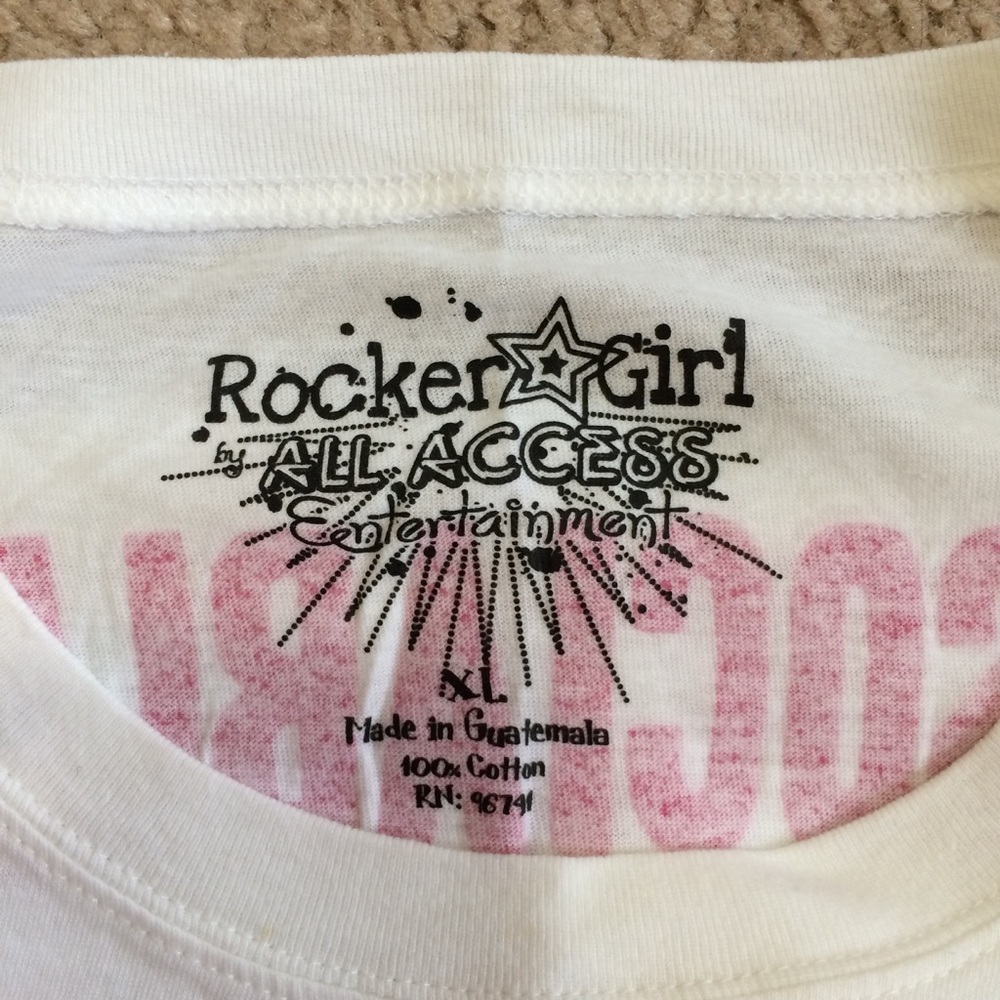 Rocker Girl
by ALL ACCESS
Entertainment
XL
Made in Guatemala
100% Cotton
RN: 96741